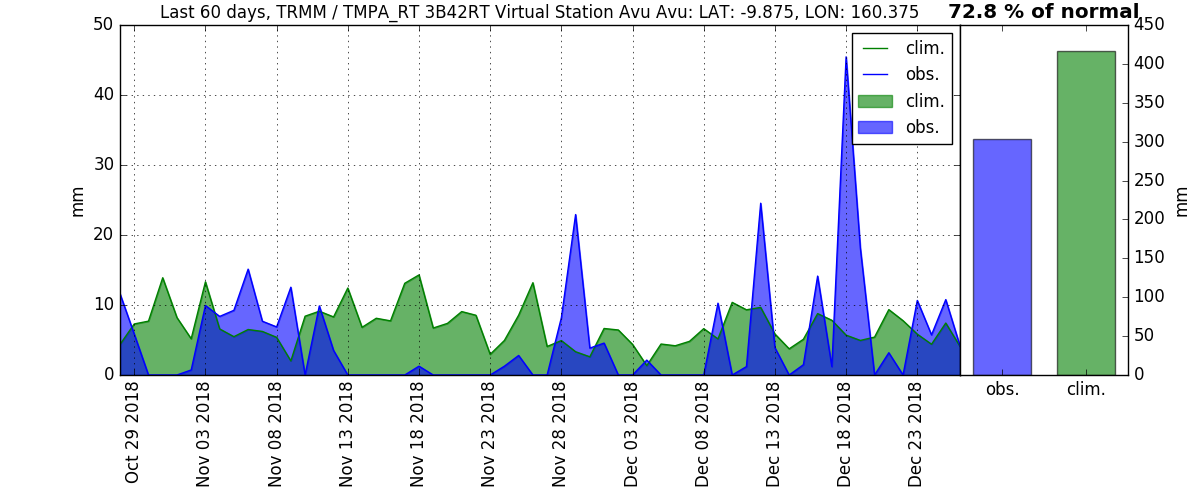 Last 60 days, TRMM / TMPA_RT 3B42RT Virtual Station Avu Avu: LAT: -9.875, LON: 160.375
72.8 % of normal
50
40
30
20
10
0
mm
clim.
obs.
clim.
obs.
450
400
350
300
250
200
150
100
50
0
mm
Oct 29 2018
Nov 03 2018
Nov 08 2018
Nov 13 2018
Nov 18 2018
Nov 23 2018
Nov 28 2018
Dec 03 2018
Dec 08 2018
Dec 13 2018
Dec 18 2018
Dec 23 2018
obs.
clim.